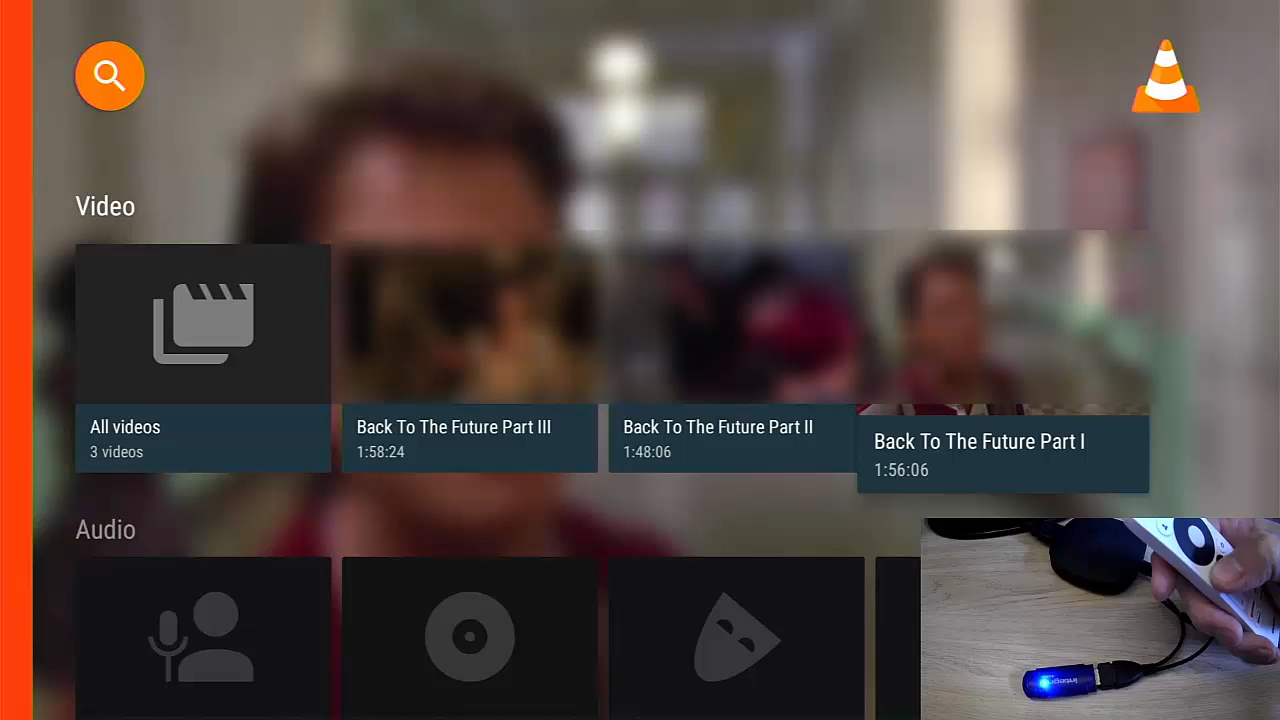 Video
All videos
3 videos
Back To The Future Part III
1:58:24
Back To The Future Part II
1:48:06
Back To The Future Part I
1:56:06
Audio